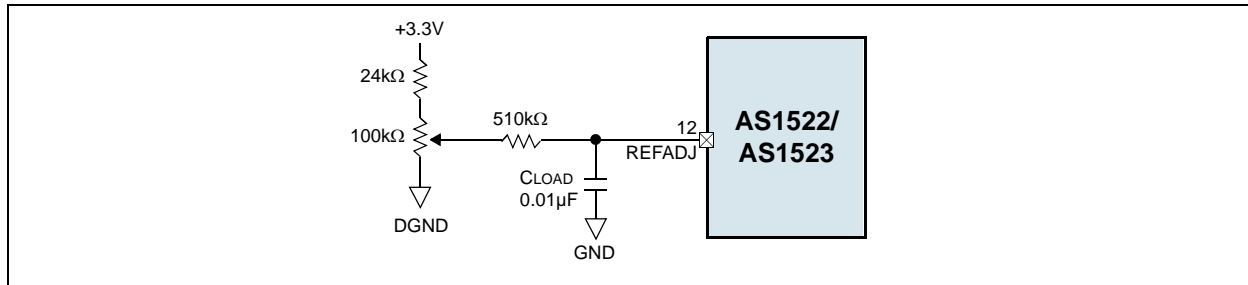 +3.3V
24kΩ
100kΩ
510kΩ
12
REFADJ
AS1522/
AS1523
CLOAD
0.01µF
DGND
GND